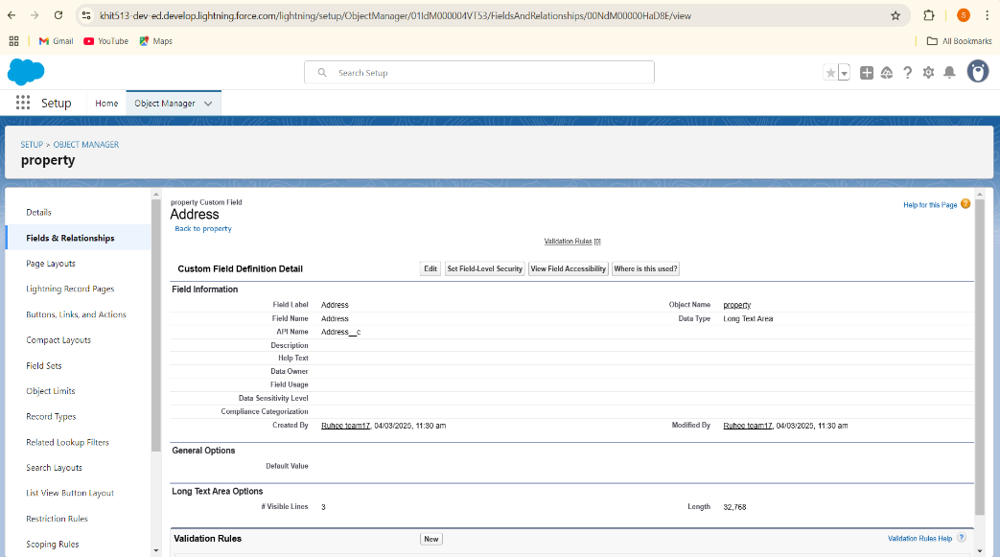 khit513-dev-ed.develop.lightning.force.com/lightning/setup/ObjectManager/01IdM000004VT53/FieldsAndRelationships/00NdM00000HaD8E/view
S
Gmail YouTube Maps All Bookmarks
Search Setup
Setup Home Object Manager
SETUP > OBJECT MANAGER
property
Details
Fields & Relationships
Page Layouts
Lightning Record Pages
Buttons, Links, and Actions
Compact Layouts
Field Sets
Object Limits
Record Types
Related Lookup Filters
Search Layouts
List View Button Layout
Restriction Rules
Scoping Rules
property Custom Field
Address
Back to property
Help for this Page ?
Validation Rules [0]
Custom Field Definition Detail Edit Set Field-Level Security View Field Accessibility Where is this used?
Field Information
Field Label Address Object Name property
Field Name Address Data Type Long Text Area
API Name Address__c
Description
Help Text
Data Owner
Field Usage
Data Sensitivity Level
Compliance Categorization
Created By Ruhee team17, 04/03/2025, 11:30 am Modified By Ruhee team17, 04/03/2025, 11:30 am
General Options
Default Value
Long Text Area Options
# Visible Lines 3 Length 32,768
Validation Rules New Validation Rules Help ?